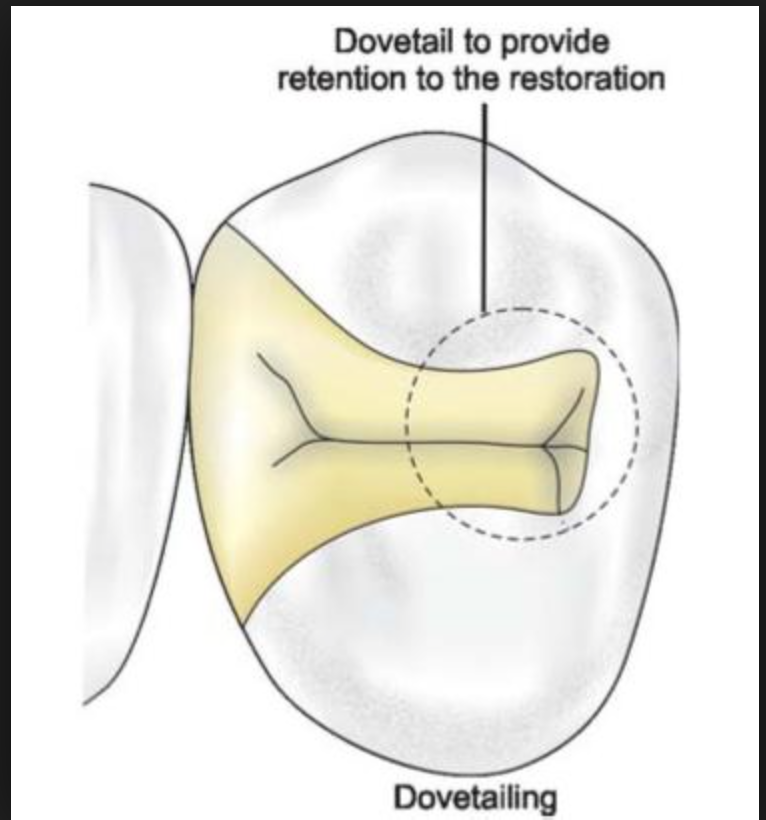 Dovetail to provide
retention to the restoration
Dovetailing